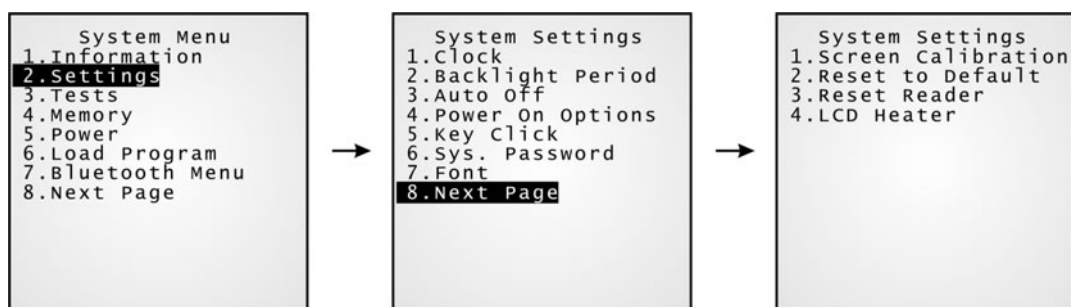 System Menu
1.Information
2.Settings
3.Tests
4.Memory
5.Power
6.Load Program
7.Bluetooth Menu
8.Next Page
System Settings
1.Clock
2.Backlight Period
3.Auto Off
4.Power On Options
5.Key Click
6.Sys. Password
7.Font
8.Next Page
System Settings
1.Screen Calibration
2.Reset to Default
3.Reset Reader
4.LCD Heater